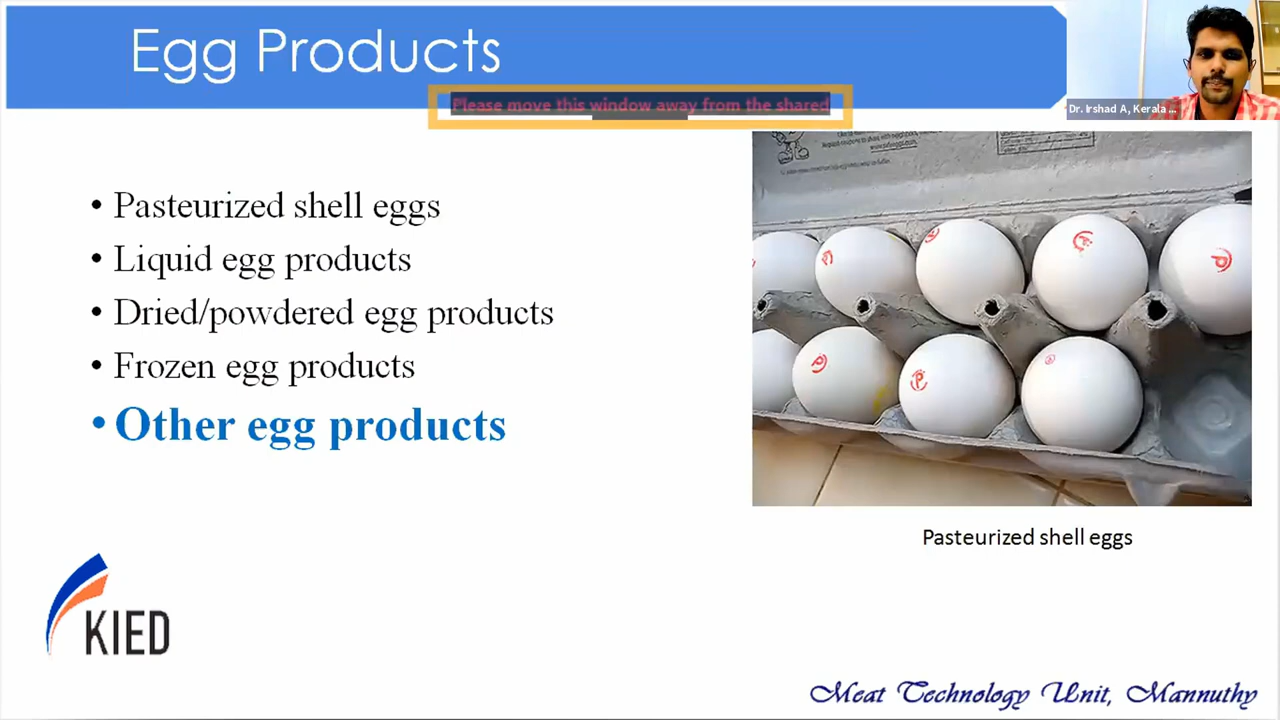 Egg Products
Please move this window away from the shared
Dr. Irshad A, Kerala ...
• Pasteurized shell eggs
• Liquid egg products
• Dried/powdered egg products
• Frozen egg products
• Other egg products
Pasteurized shell eggs
KIED
Meat Technology Unit, Mannuthy